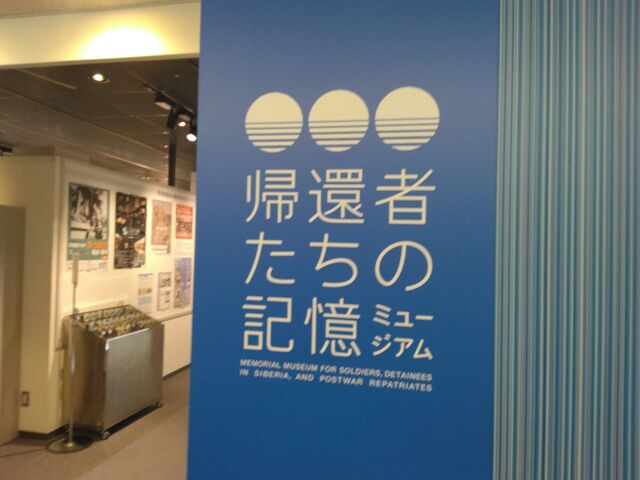 帰還者
たちの
記憶ミュー
ジアム
MEMORIAL MUSEUM FOR SOLDIERS, DETAINEES
IN SIBERIA, AND POSTWAR REPATRIATES